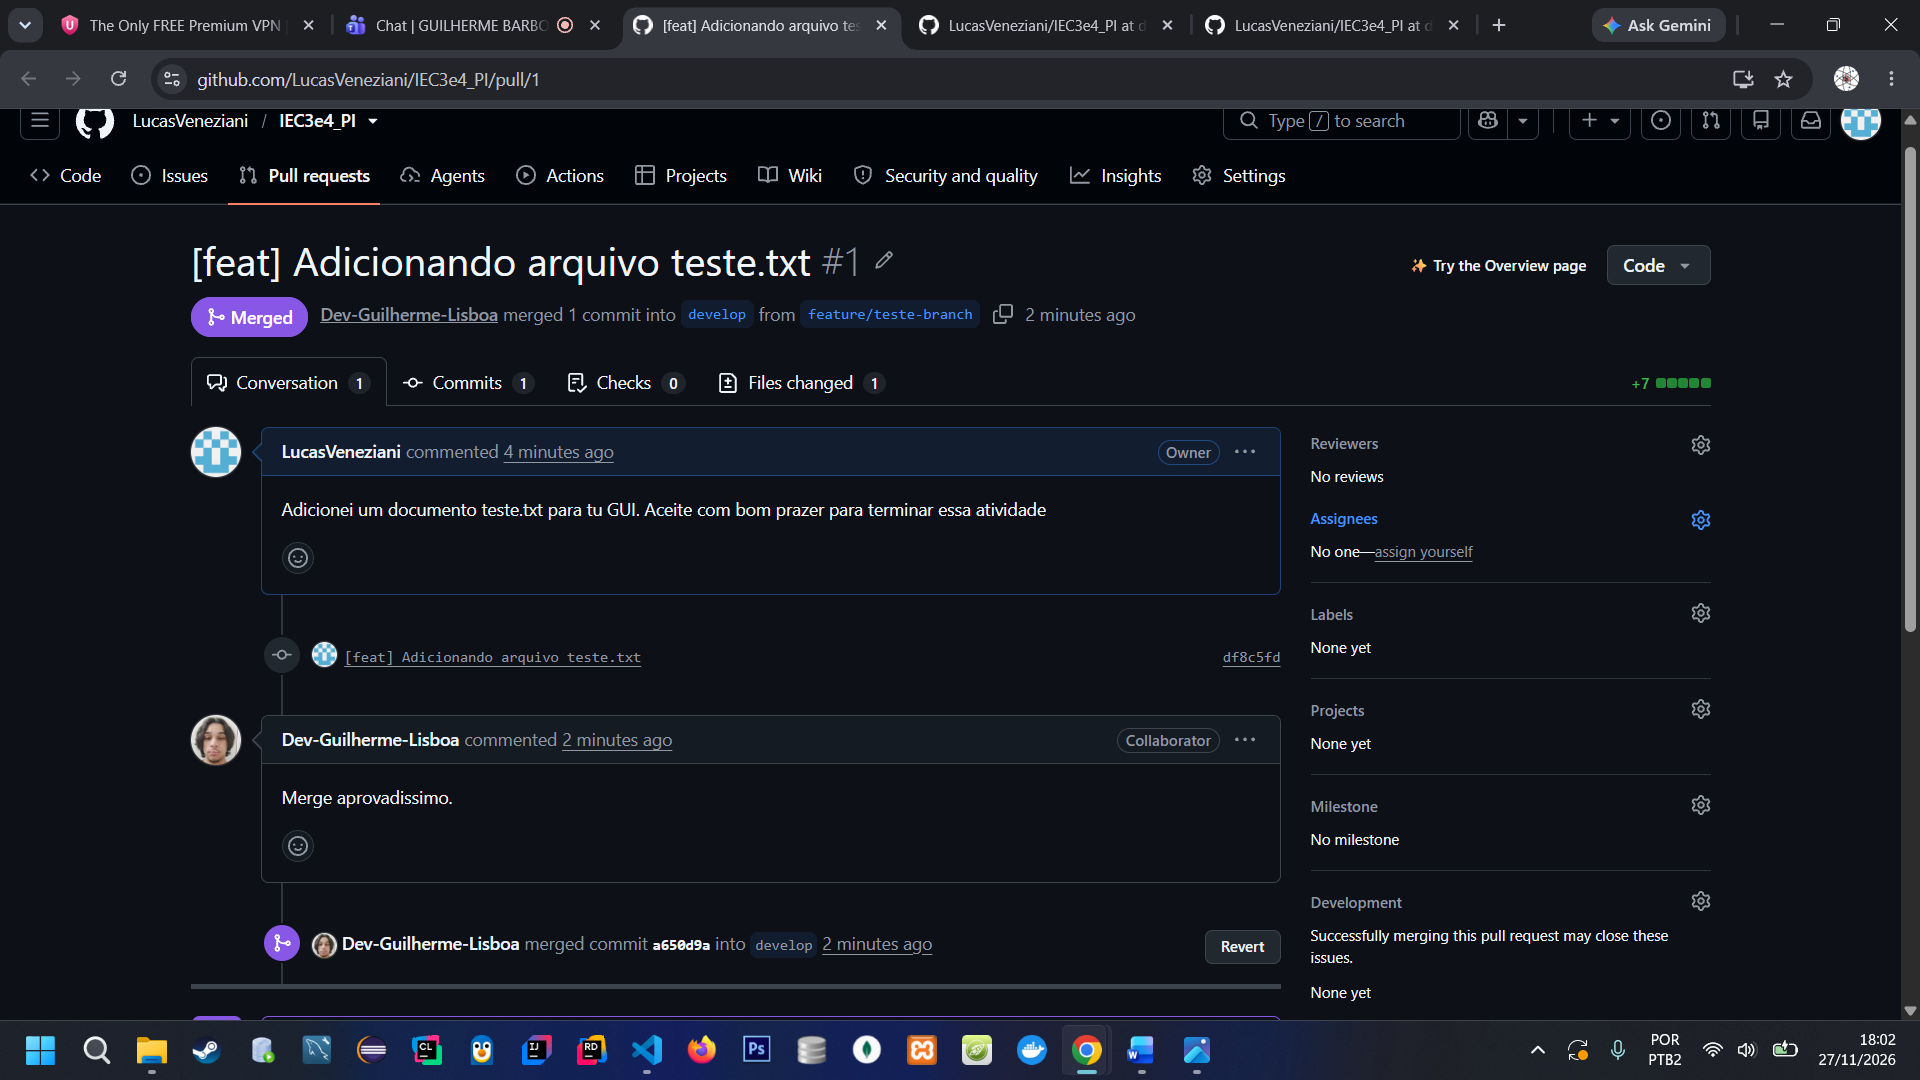 The Only FREE Premium VPN
Chat | GUILHERME BARBO
[feat] Adicionando arquivo tes
LucasVeneziani/IEC3e4_PI at d
LucasVeneziani/IEC3e4_PI at d
Ask Gemini
github.com/LucasVeneziani/IEC3e4_PI/pull/1
LucasVeneziani / IEC3e4_PI
Type / to search
Code
Issues
Pull requests
Agents
Actions
Projects
Wiki
Security and quality
Insights
Settings
[feat] Adicionando arquivo teste.txt #1
Try the Overview page
Code
Merged
Dev-Guilherme-Lisboa merged 1 commit into develop from feature/teste-branch 2 minutes ago
Conversation 1
Commits 1
Checks 0
Files changed 1
+7
LucasVeneziani commented 4 minutes ago
Owner
Adicionei um documento teste.txt para tu GUI. Aceite com bom prazer para terminar essa atividade
[feat] Adicionando arquivo teste.txt
df8c5fd
Dev-Guilherme-Lisboa commented 2 minutes ago
Collaborator
Merge aprovadissimo.
Dev-Guilherme-Lisboa merged commit a650d9a into develop 2 minutes ago
Revert
Reviewers
No reviews
Assignees
No one—assign yourself
Labels
None yet
Projects
None yet
Milestone
No milestone
Development
Successfully merging this pull request may close these
issues.
None yet
CL
IJ
RD
Ps
W
POR
PTB2
18:02
27/11/2026